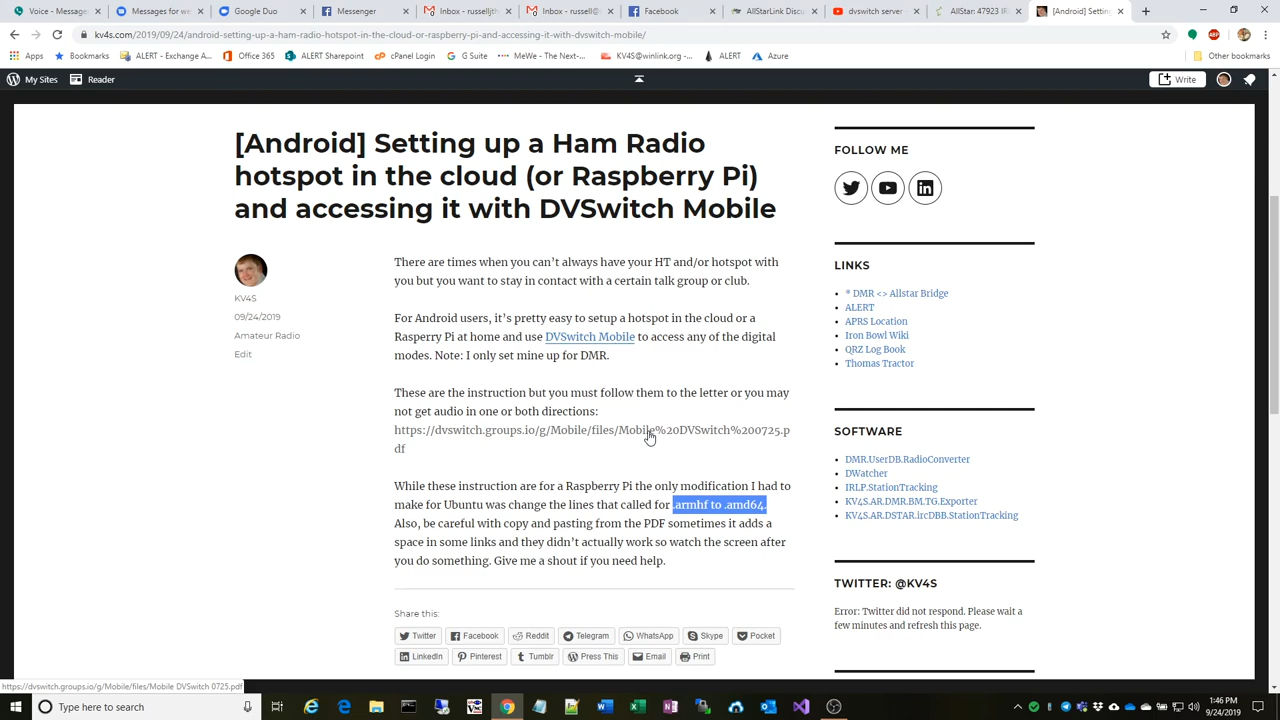 Messages for we
Google Duo
Messenger
Inbox - russelljth
Inbox - russell@
Facebook
AllStarLink Discu
dvswitch server
AllStar: 47923 IR
[Android] Settin
kv4s.com/2019/09/24/android-setting-up-a-ham-radio-hotspot-in-the-cloud-or-raspberry-pi-and-accessing-it-with-dvswitch-mobile/
Apps
Bookmarks
ALERT - Exchange A...
Office 365
ALERT Sharepoint
cPanel Login
G Suite
MeWe - The Next-...
KV4S@winlink.org -...
ALERT
Azure
Other bookmarks
My Sites
Reader
Write
[Android] Setting up a Ham Radio
hotspot in the cloud (or Raspberry Pi)
and accessing it with DVSwitch Mobile
KV4S
09/24/2019
Amateur Radio
Edit
There are times when you can’t always have your HT and/or hotspot with
you but you want to stay in contact with a certain talk group or club.
For Android users, it’s pretty easy to setup a hotspot in the cloud or a
Rasperry Pi at home and use DVSwitch Mobile to access any of the digital
modes. Note: I only set mine up for DMR.
These are the instruction but you must follow them to the letter or you may
not get audio in one or both directions:
https://dvswitch.groups.io/g/Mobile/files/Mobile%20DVSwitch%200725.p
df
While these instruction are for a Raspberry Pi the only modification I had to
make for Ubuntu was change the lines that called for .armhf to .amd64.
Also, be careful with copy and pasting from the PDF sometimes it adds a
space in some links and they didn’t actually work so watch the screen after
you do something. Give me a shout if you need help.
Share this:
Twitter
Facebook
Reddit
Telegram
WhatsApp
Skype
Pocket
LinkedIn
Pinterest
Tumblr
Press This
Email
Print
FOLLOW ME
LINKS
* DMR <> Allstar Bridge
ALERT
APRS Location
Iron Bowl Wiki
QRZ Log Book
Thomas Tractor
SOFTWARE
DMR.UserDB.RadioConverter
DWatcher
IRLP.StationTracking
KV4S.AR.DMR.BM.TG.Exporter
KV4S.AR.DSTAR.ircDBB.StationTracking
TWITTER: @KV4S
Error: Twitter did not respond. Please wait a
few minutes and refresh this page.
https://dvswitch.groups.io/g/Mobile/files/Mobile DVSwitch 0725.pdf
Type here to search
1:46 PM
9/24/2019